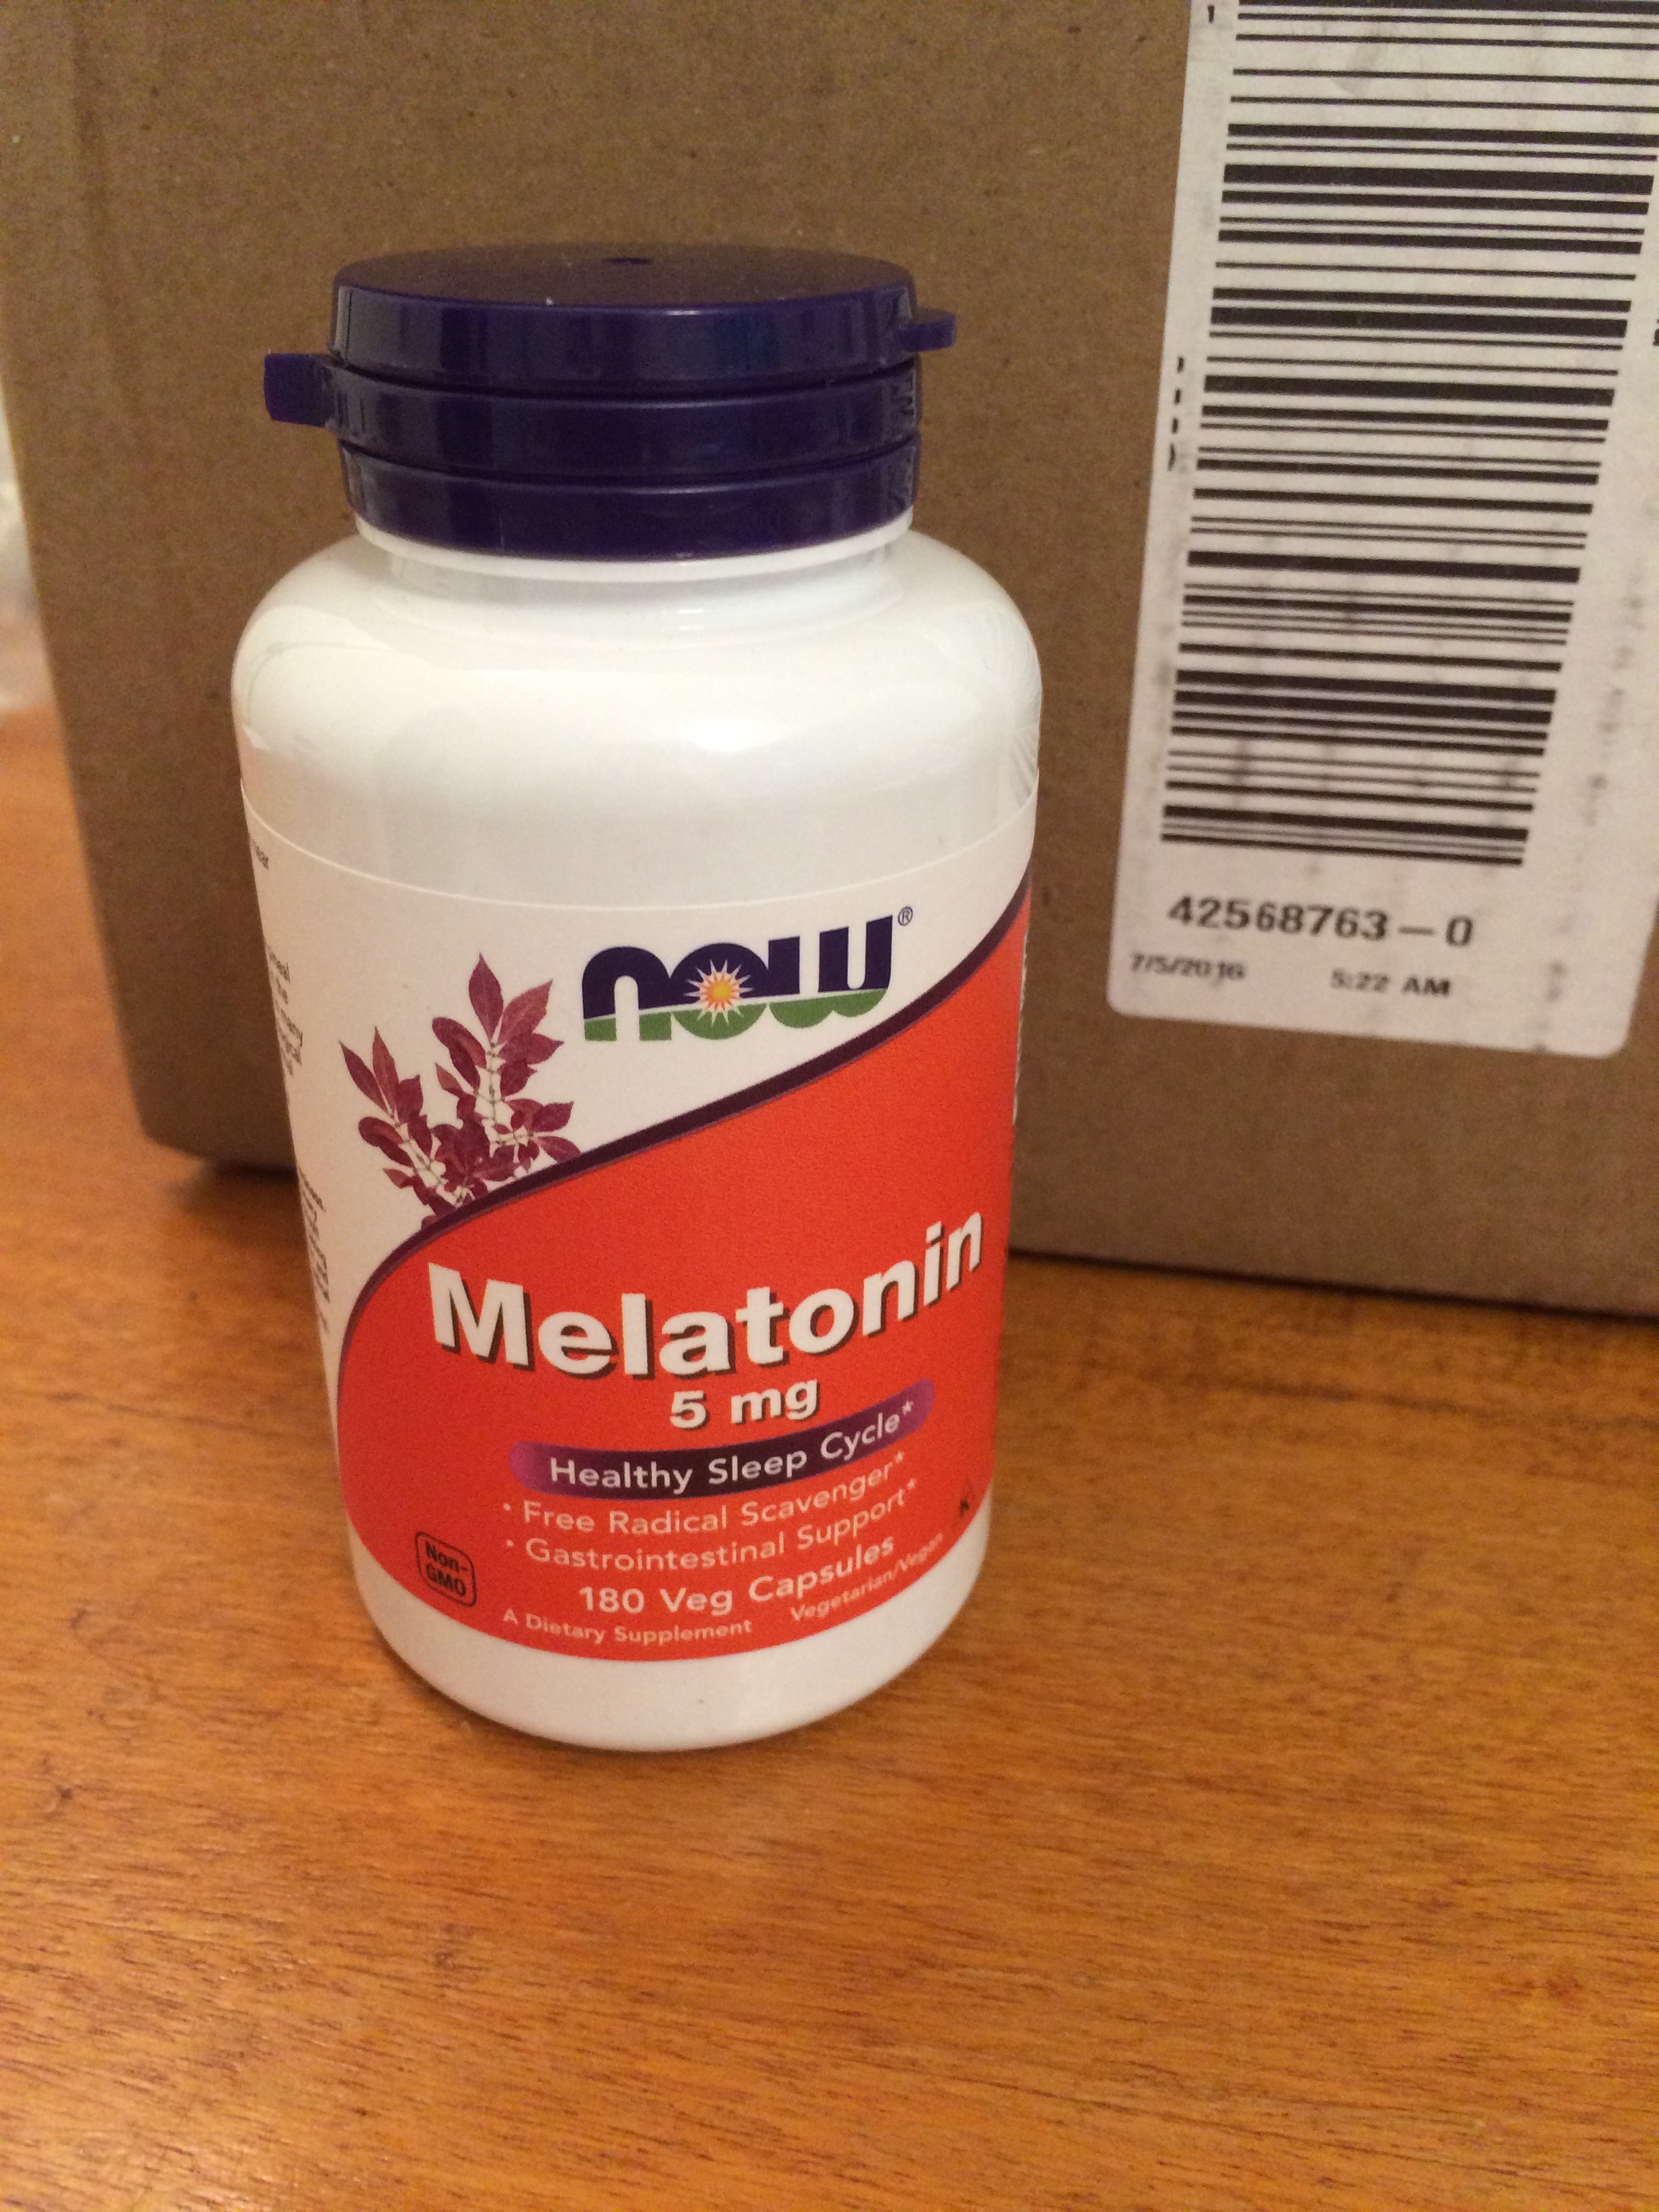 now®
Melatonin
5 mg
Healthy Sleep Cycle*
• Free Radical Scavenger*
• Gastrointestinal Support*
180 Veg Capsules
Non-
GMO
A Dietary Supplement Vegetarian/Vegan
K
1
42568763-0
7/5/2016 5:22 AM